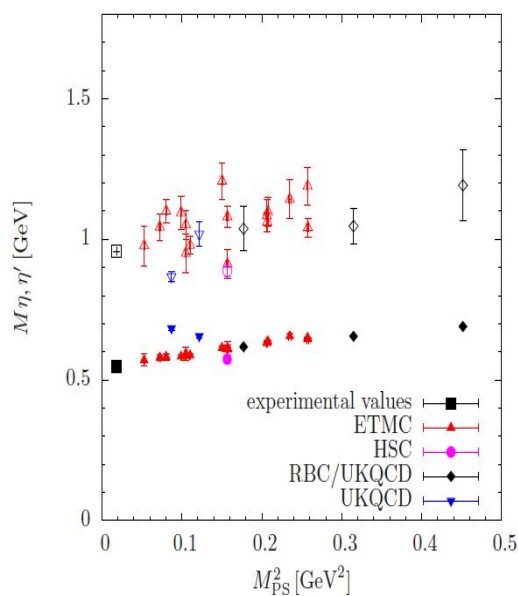 1.5
1
0.5
0
M η, η′ [GeV]
experimental values
ETMC
HSC
RBC/UKQCD
UKQCD
0 0.1 0.2 0.3 0.4 0.5
M²PS [GeV²]